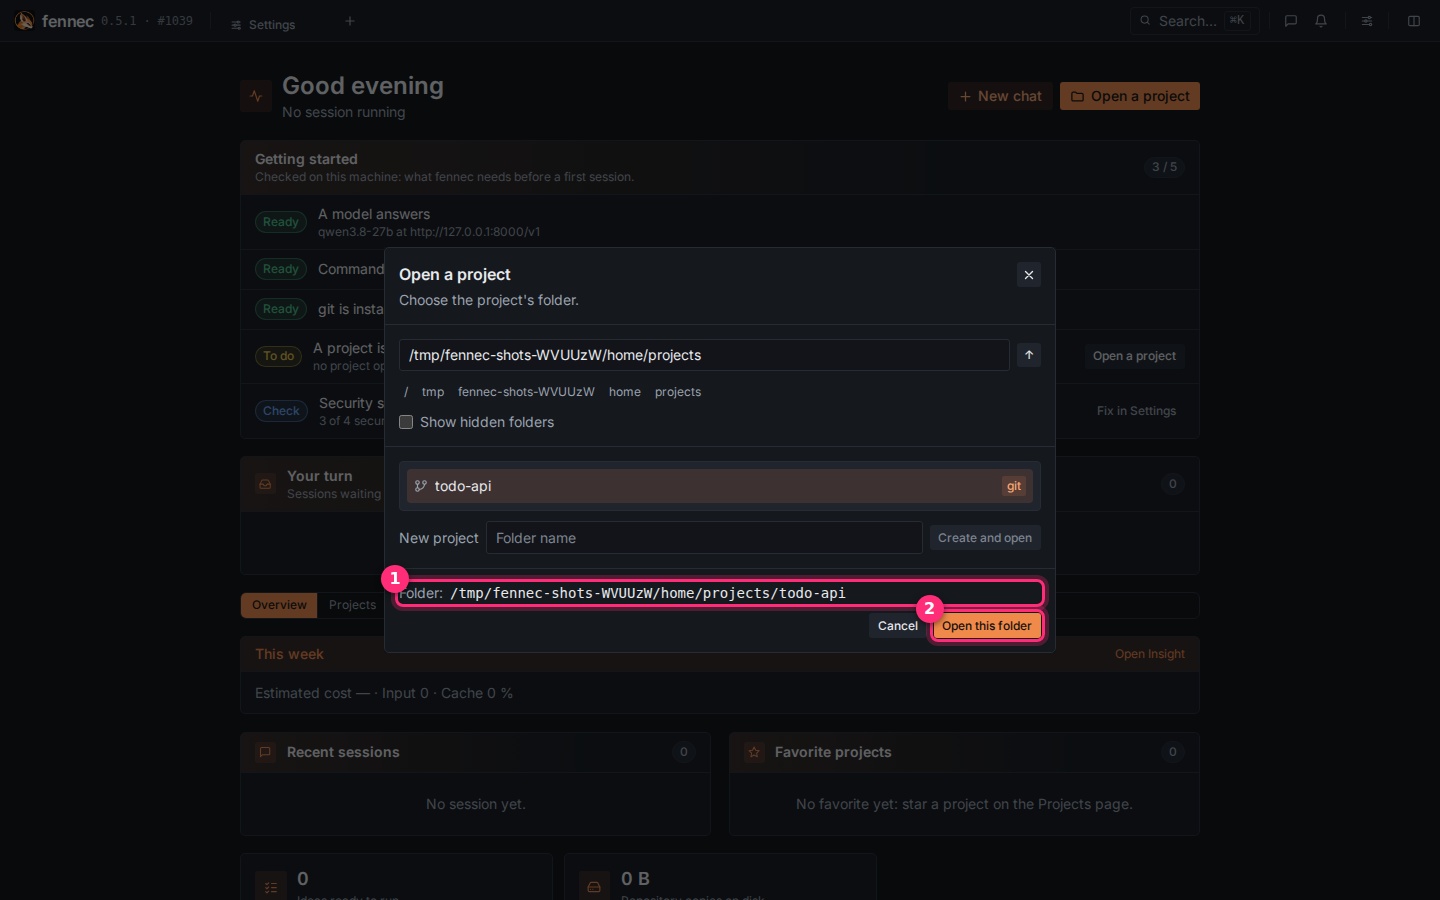 fennec 0.5.1 · #1039
Settings
Search... ⌘K
Good evening
No session running
New chat
Open a project
Getting started
Checked on this machine: what fennec needs before a first session.
3 / 5
Ready
A model answers
qwen3.8-27b at http://127.0.0.1:8000/v1
Ready
Command
Ready
git is insta
To do
A project is
no project op
Open a project
Check
Security s
3 of 4 secur
Fix in Settings
Open a project
Choose the project's folder.
/tmp/fennec-shots-WVUUzW/home/projects
/ tmp fennec-shots-WVUUzW home projects
Show hidden folders
todo-api
git
New project
Folder name
Create and open
1
Folder: /tmp/fennec-shots-WVUUzW/home/projects/todo-api
2
Cancel
Open this folder
Your turn
Sessions waiting
0
Overview
Projects
This week
Open Insight
Estimated cost — · Input 0 · Cache 0 %
Recent sessions
0
No session yet.
Favorite projects
0
No favorite yet: star a project on the Projects page.
0
0 B